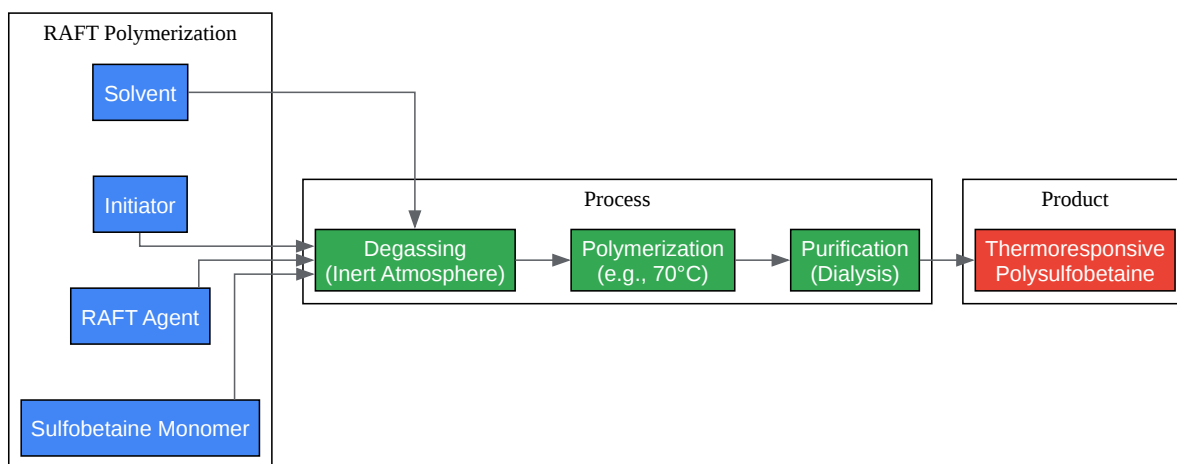 RAFT Polymerization
Solvent
Initiator
RAFT Agent
Sulfobetaine Monomer
Process
Degassing
(Inert Atmosphere)
Polymerization
(e.g., 70°C)
Purification
(Dialysis)
Product
Thermoresponsive
Polysulfobetaine